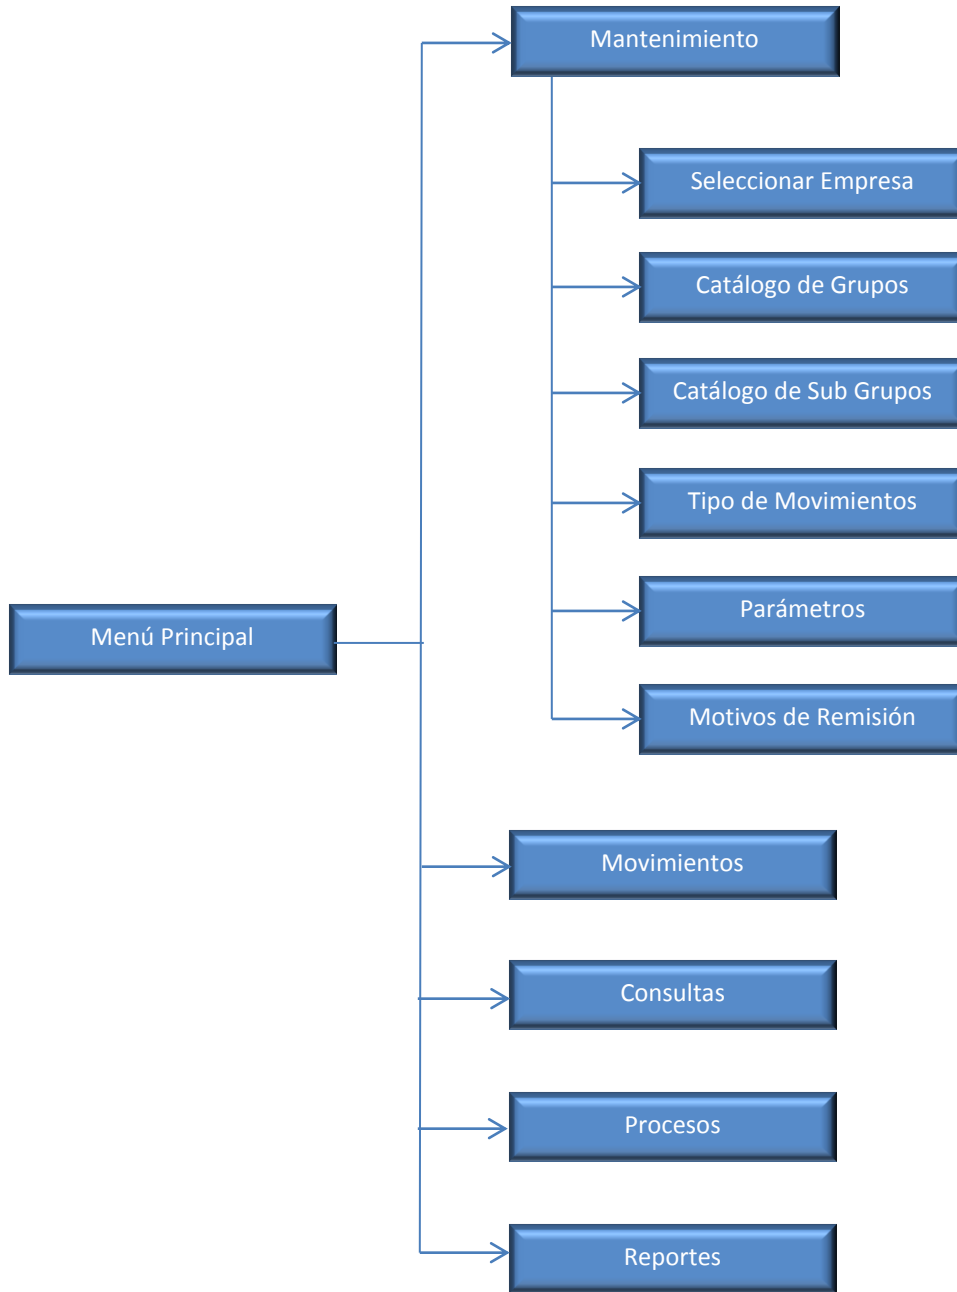 Mantenimiento
Seleccionar Empresa
Catálogo de Grupos
Catálogo de Sub Grupos
Tipo de Movimientos
Parámetros
Menú Principal
Motivos de Remisión
Movimientos
Consultas
Procesos
Reportes